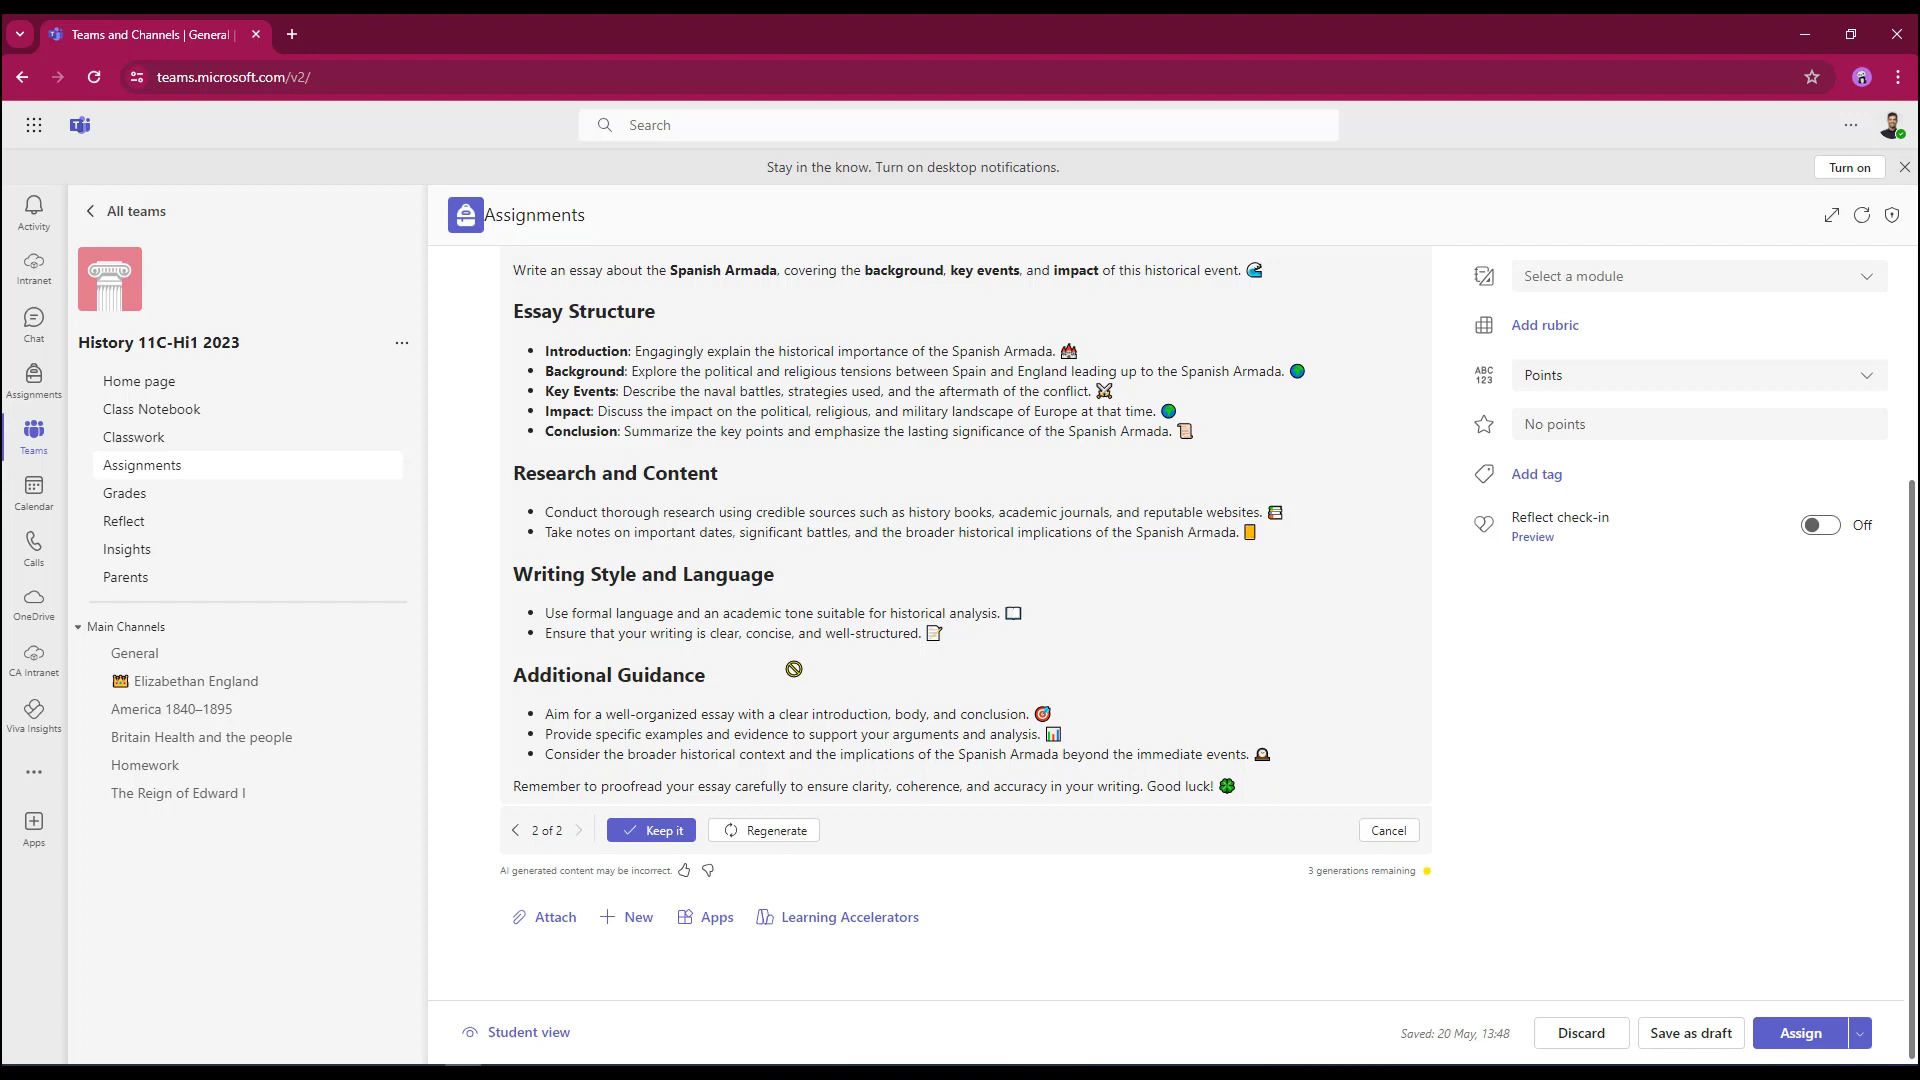 Teams and Channels | General |
teams.microsoft.com/v2/
Search
Stay in the know. Turn on desktop notifications.
Turn on
Activity
Intranet
Chat
Assignments
Teams
Calendar
Calls
OneDrive
CA Intranet
Viva Insights
Apps
All teams
History 11C-Hi1 2023
Home page
Class Notebook
Classwork
Assignments
Grades
Reflect
Insights
Parents
Main Channels
General
👑 Elizabethan England
America 1840–1895
Britain Health and the people
Homework
The Reign of Edward I
Assignments
Write an essay about the Spanish Armada, covering the background, key events, and impact of this historical event. 🌊
Essay Structure
• Introduction: Engagingly explain the historical importance of the Spanish Armada. 🏰
• Background: Explore the political and religious tensions between Spain and England leading up to the Spanish Armada. 🌍
• Key Events: Describe the naval battles, strategies used, and the aftermath of the conflict. ⚔️
• Impact: Discuss the impact on the political, religious, and military landscape of Europe at that time. 🌍
• Conclusion: Summarize the key points and emphasize the lasting significance of the Spanish Armada. 📜
Research and Content
• Conduct thorough research using credible sources such as history books, academic journals, and reputable websites. 📚
• Take notes on important dates, significant battles, and the broader historical implications of the Spanish Armada. 📒
Writing Style and Language
• Use formal language and an academic tone suitable for historical analysis. 📖
• Ensure that your writing is clear, concise, and well-structured. 📝
Additional Guidance
• Aim for a well-organized essay with a clear introduction, body, and conclusion. 🎯
• Provide specific examples and evidence to support your arguments and analysis. 📊
• Consider the broader historical context and the implications of the Spanish Armada beyond the immediate events. 🕰️
Remember to proofread your essay carefully to ensure clarity, coherence, and accuracy in your writing. Good luck! 🍀
2 of 2
Keep it
Regenerate
Cancel
AI generated content may be incorrect.
3 generations remaining
Attach
New
Apps
Learning Accelerators
Select a module
Add rubric
ABC
123
Points
No points
Add tag
Reflect check-in
Preview
Off
Student view
Saved: 20 May, 13:48
Discard
Save as draft
Assign